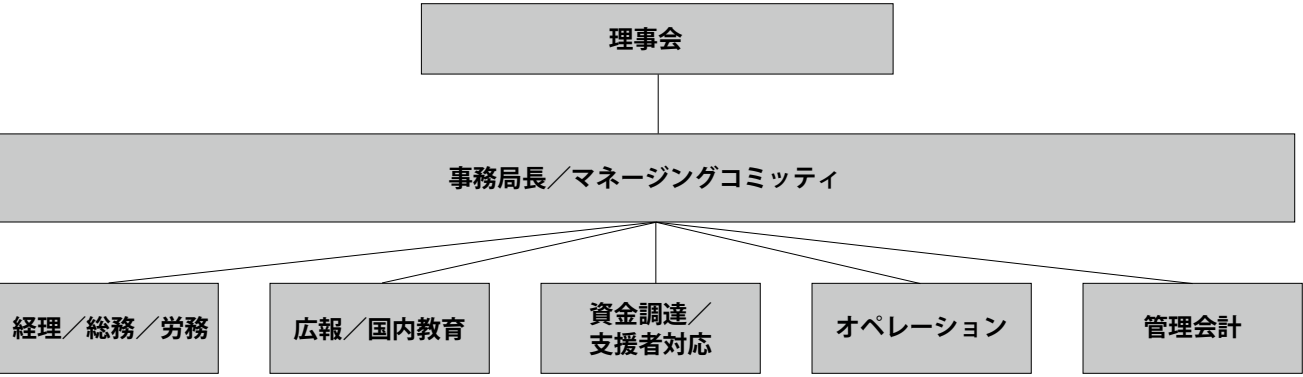 理事会
事務局長／マネージングコミッティ
経理／総務／労務
広報／国内教育
資金調達／
支援者対応
オペレーション
管理会計